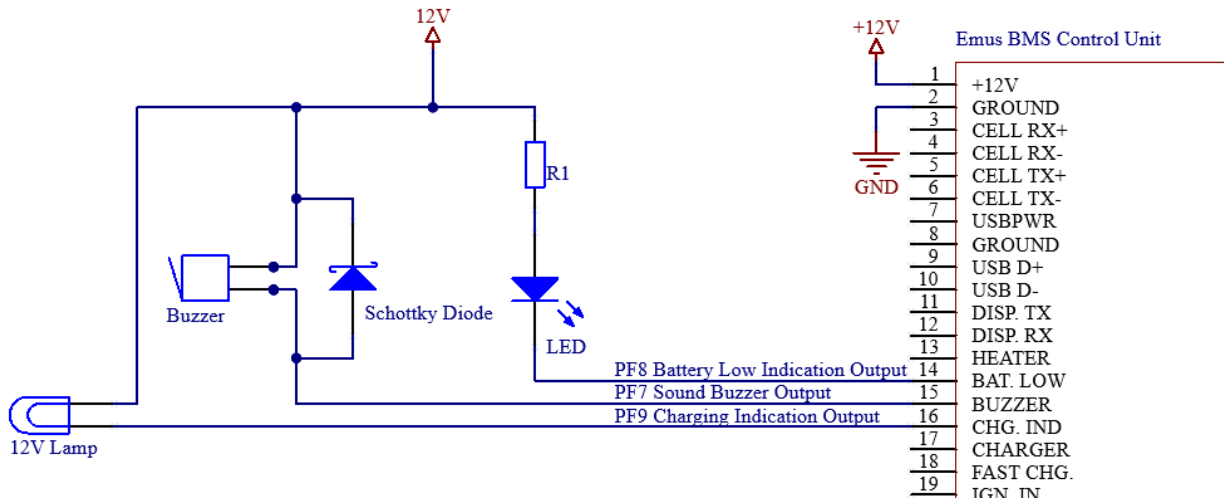 12V
+12V
Emus BMS Control Unit
1 +12V
2 GROUND
3 CELL RX+
4 CELL RX-
5 CELL TX+
6 CELL TX-
7 USBPWR
8 GROUND
9 USB D+
10 USB D-
11 DISP. TX
12 DISP. RX
13 HEATER
14 BAT. LOW
15 BUZZER
16 CHG. IND
17 CHARGER
18 FAST CHG.
19 IGN. IN
GND
R1
Buzzer
Schottky Diode
LED
PF8 Battery Low Indication Output
PF7 Sound Buzzer Output
PF9 Charging Indication Output
12V Lamp